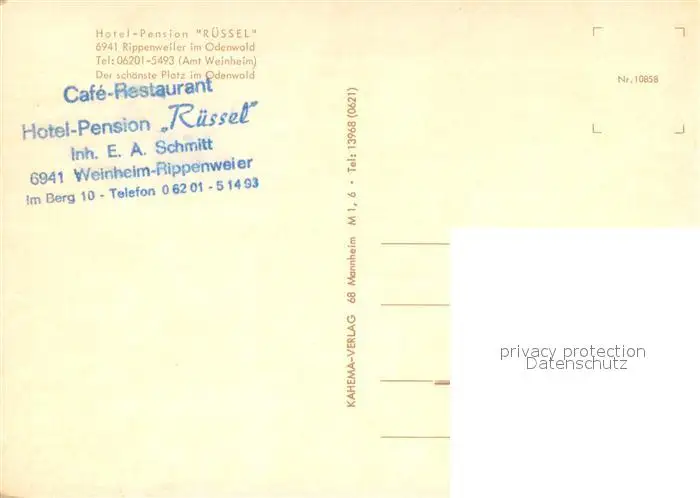 Hotel-Pension "RÜSSEL"
6941 Rippenweiler im Odenwald
Tel: 06201-5493 (Amt Weinheim)
Der schönste Platz im Odenwald
Café-Restaurant
Hotel-Pension „Rüssel"
Inh. E. A. Schmitt
6941 Weinheim-Rippenweier
Im Berg 10 - Telefon 0 62 01 - 5 14 93
KAHEMA-VERLAG 68 Mannheim M 1, 6 • Tel: 13968 (0621)
Nr. 10858
privacy protection
Datenschutz